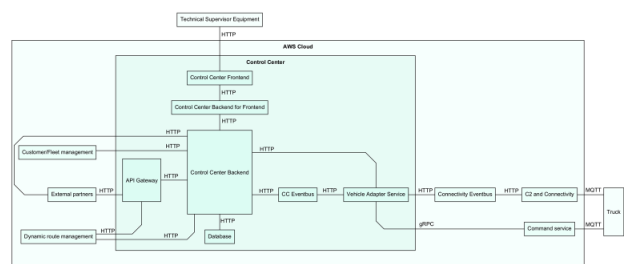 Technical Supervisor Equipment
HTTP
AWS Cloud
Control Center
Control Center Frontend
HTTP
Control Center Backend for Frontend
HTTP
HTTP
HTTP
HTTP
Customer/Fleet management
HTTP
API Gateway
HTTP
Control Center Backend
External partners
HTTP
HTTP
CC Eventbus
HTTP
Vehicle Adapter Service
HTTP
Connectivity Eventbus
HTTP
C2 and Connectivity
MQTT
Truck
HTTP
gRPC
HTTP
Dynamic route management
HTTP
Database
Command service
MQTT